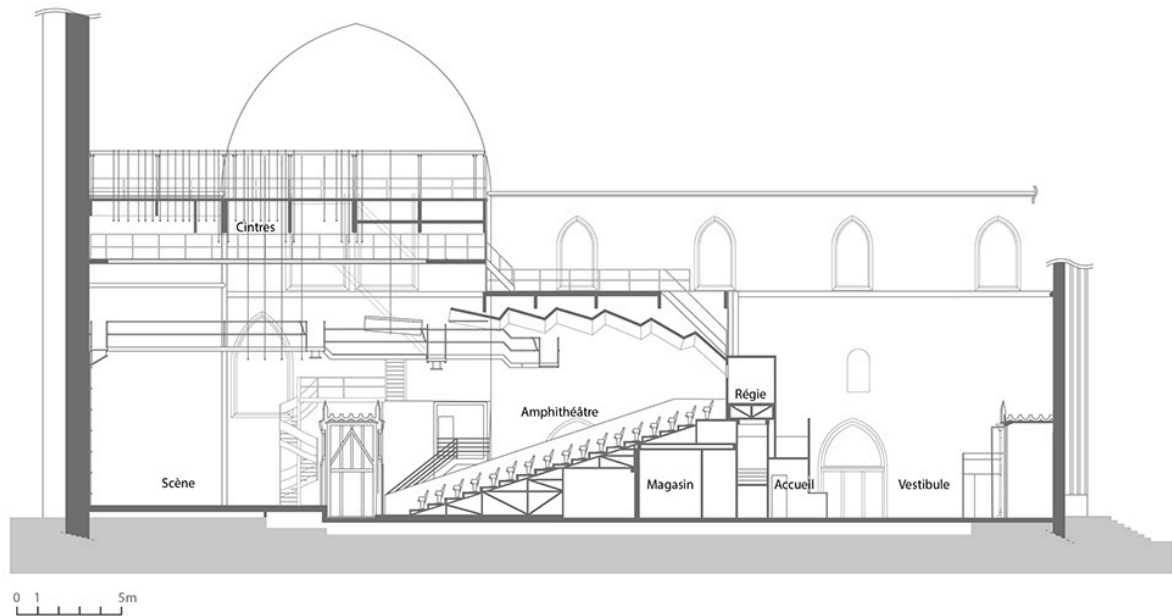 Cintres
Régie
Amphithéâtre
Scène
Magasin
Accueil
Vestibule
0 1 5m